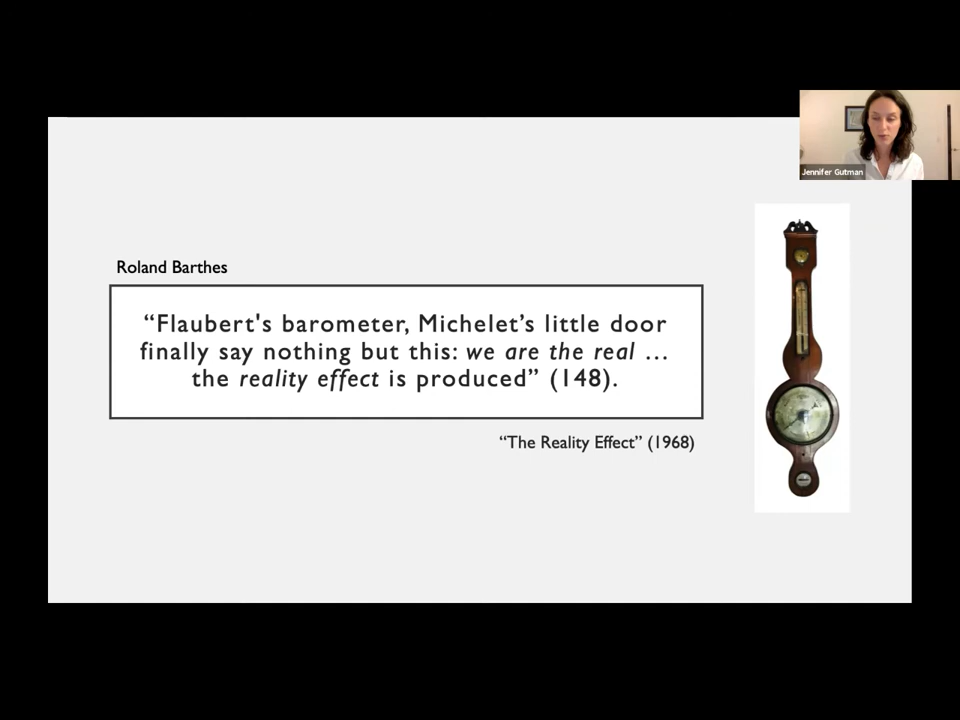 Jennifer Gutman
Roland Barthes
“Flaubert's barometer, Michelet’s little door
finally say nothing but this: we are the real …
the reality effect is produced” (148).
“The Reality Effect” (1968)